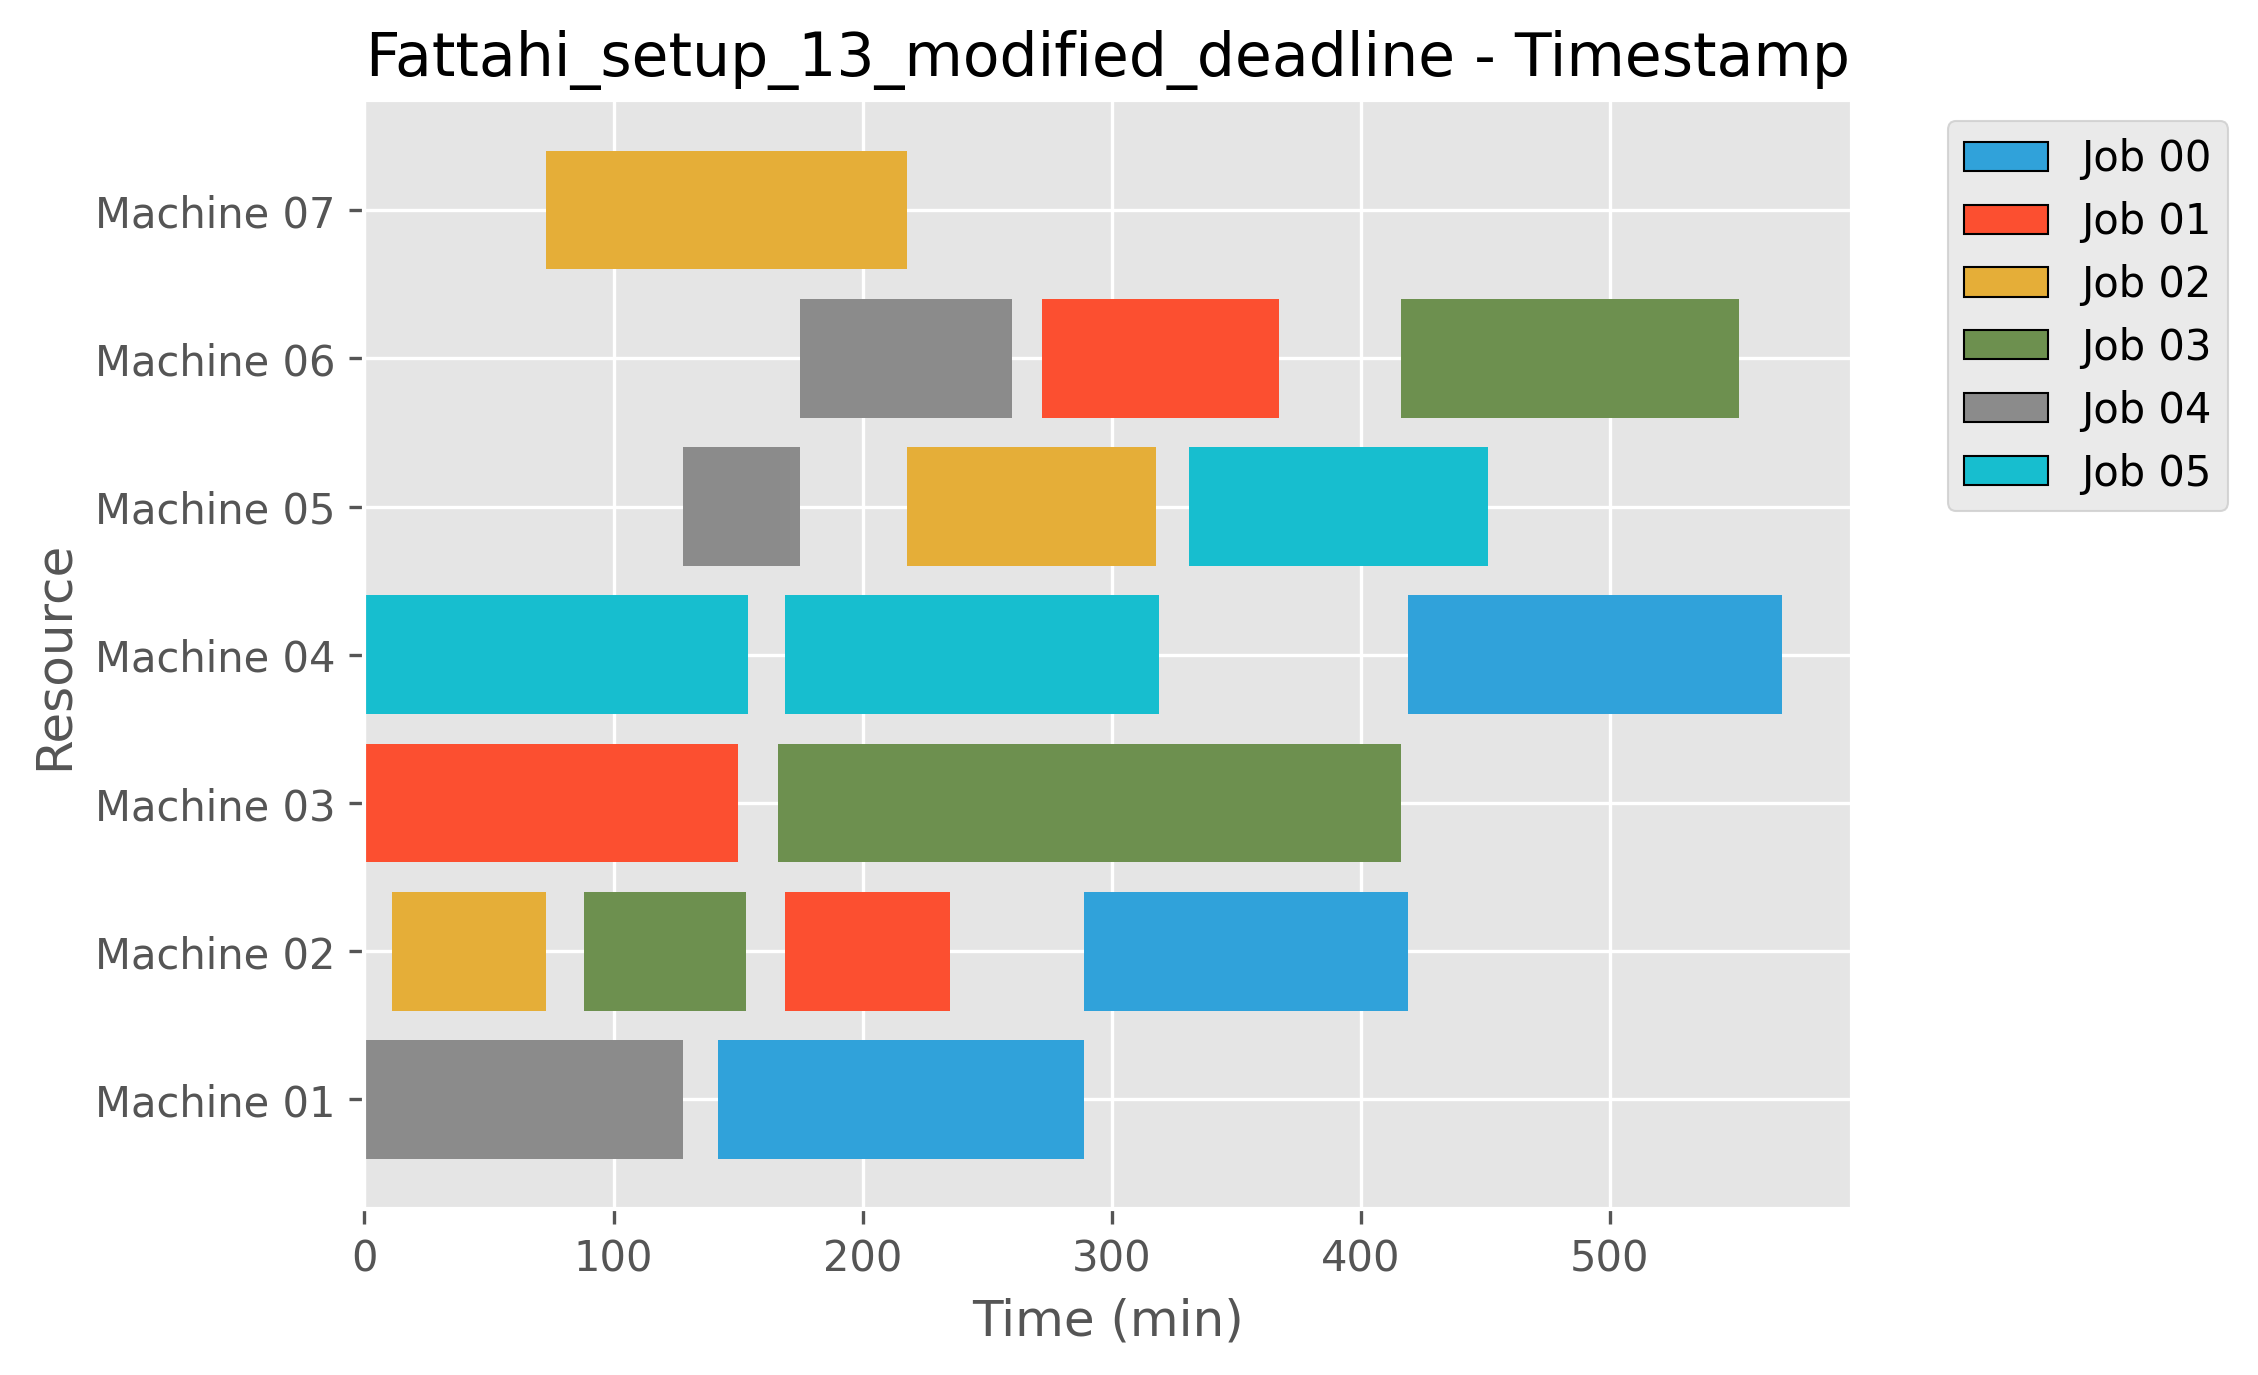 Fattahi_setup_13_modified_deadline - Timestamp
Machine 07
Machine 06
Machine 05
Machine 04
Machine 03
Machine 02
Machine 01
Resource
0 100 200 300 400 500
Time (min)
Job 00
Job 01
Job 02
Job 03
Job 04
Job 05